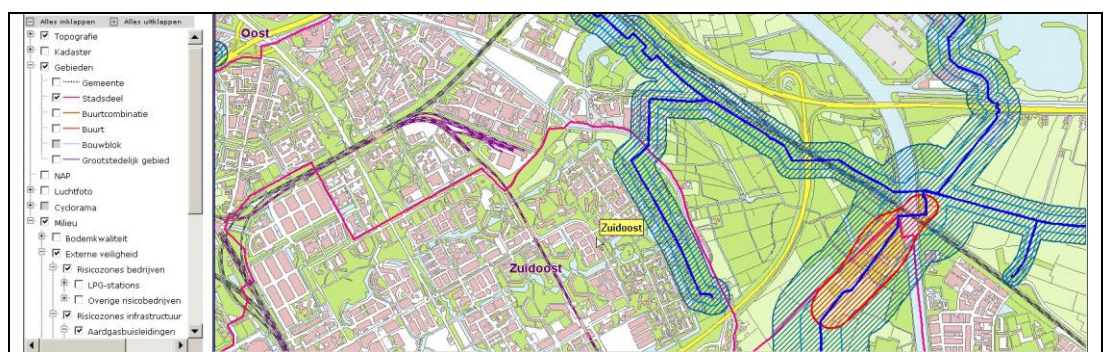 Alles inklappen Alles uitklappen
Topografie
Kadaster
Gebieden
Gemeente
Stadsdeel
Buurtcombinatie
Buurt
Bouwblok
Grootstedelijk gebied
NAP
Luchtfoto
Cyclorama
Milieu
Bodemkwaliteit
Externe veiligheid
Risicozones bedrijven
LPG-stations
Overige risicobedrijven
Risicozones infrastructuur
Aardgasbuisleidingen
Oost
Zuidoost
Zuidoost